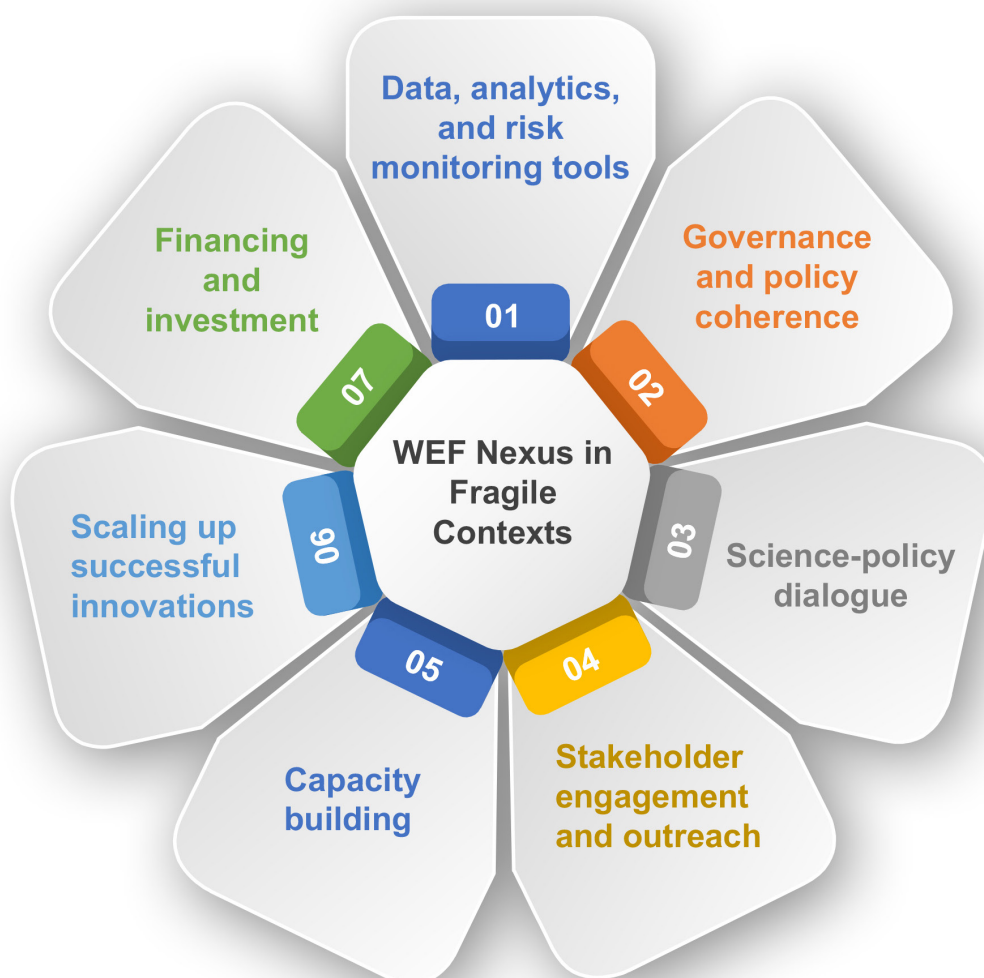 Data, analytics,
and risk
monitoring tools
01
Governance
and policy
coherence
02
Science-policy
dialogue
03
Stakeholder
engagement
and outreach
04
Capacity
building
05
Scaling up
successful
innovations
06
Financing
and
investment
07
WEF Nexus in
Fragile
Contexts